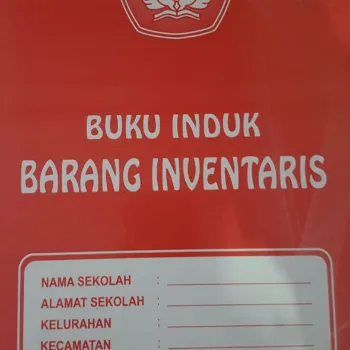 BUKU INDUK
BARANG INVENTARIS
NAMA SEKOLAH :
ALAMAT SEKOLAH :
KELURAHAN :
KECAMATAN :